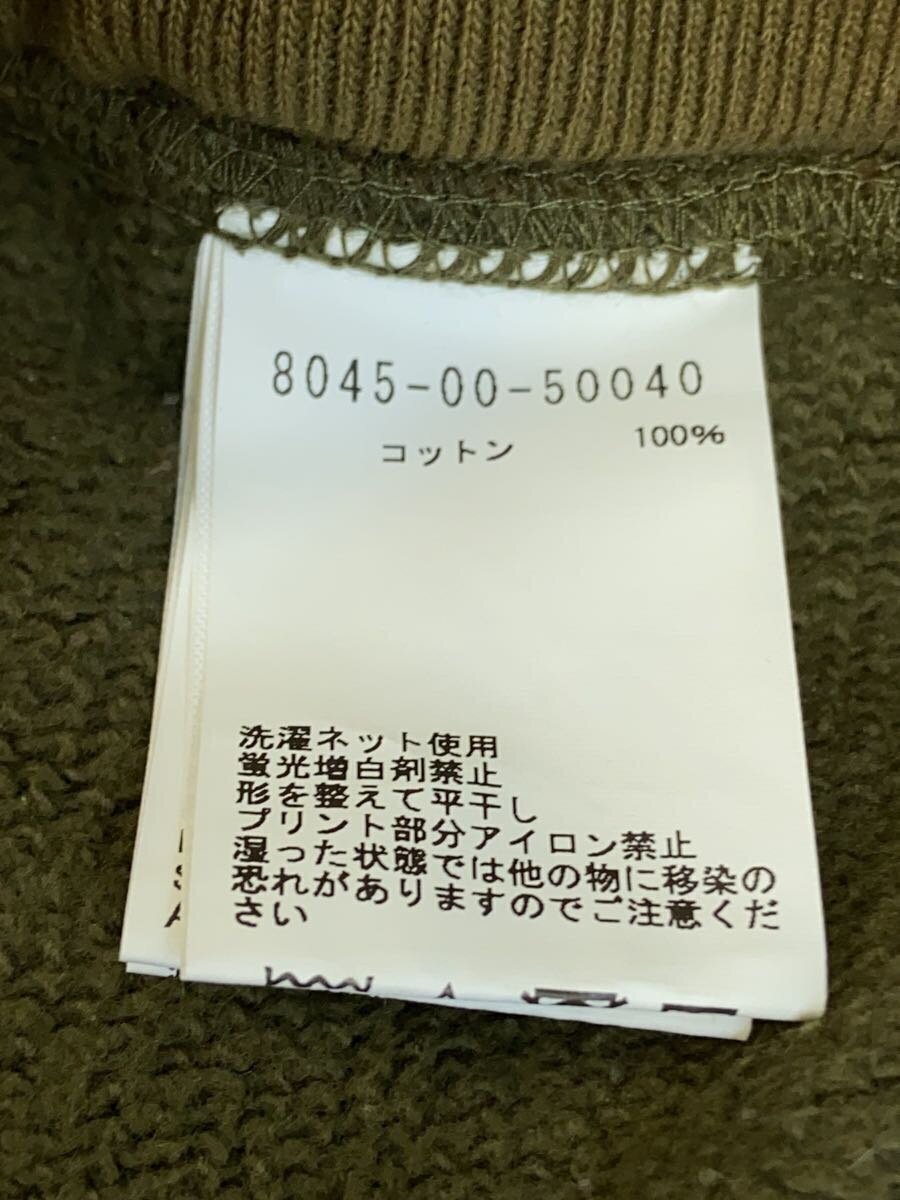 8045-00-50040
コットン 100%
洗濯ネット使用
蛍光増白剤禁止
形を整えて平干し
プリント部分アイロン禁止
湿った状態では他の物に移染の
恐れがありますのでご注意くだ
さい
S
A